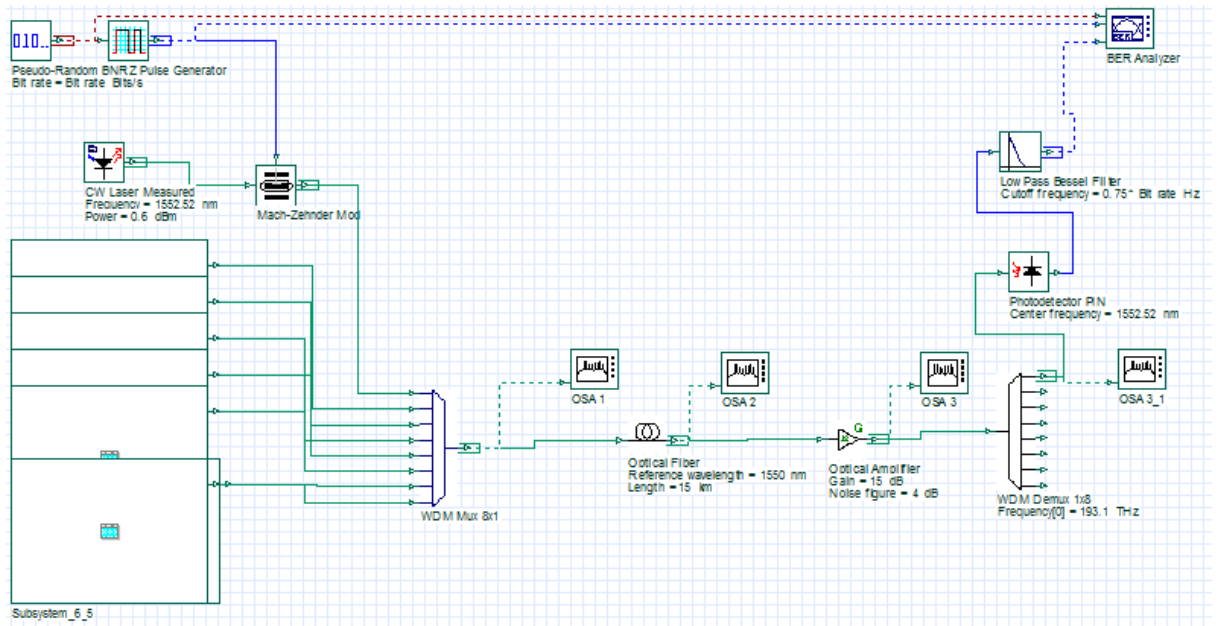 010...
Pseudo-Random BNRZ Pulse Generator
Bit rate = Bit rate Bits/s
BER
BER Analyzer
CW Laser Measured
Frequency = 1552.52 nm
Power = 0.6 dBm
Mach-Zehnder Mod
Low Pass Bessel Filter
Cutoff frequency = 0.75* Bit rate Hz
Photodetector PIN
Center frequency = 1552.52 nm
OSA 1
OSA 2
OSA 3
OSA 3_1
G
Optical Fiber
Reference wavelength = 1550 nm
Length = 15 km
Optical Amplifier
Gain = 15 dB
Noise figure = 4 dB
WDM Demux 1x8
Frequency[0] = 193.1 THz
WDM Mux 8x1
Subsystem_6_5